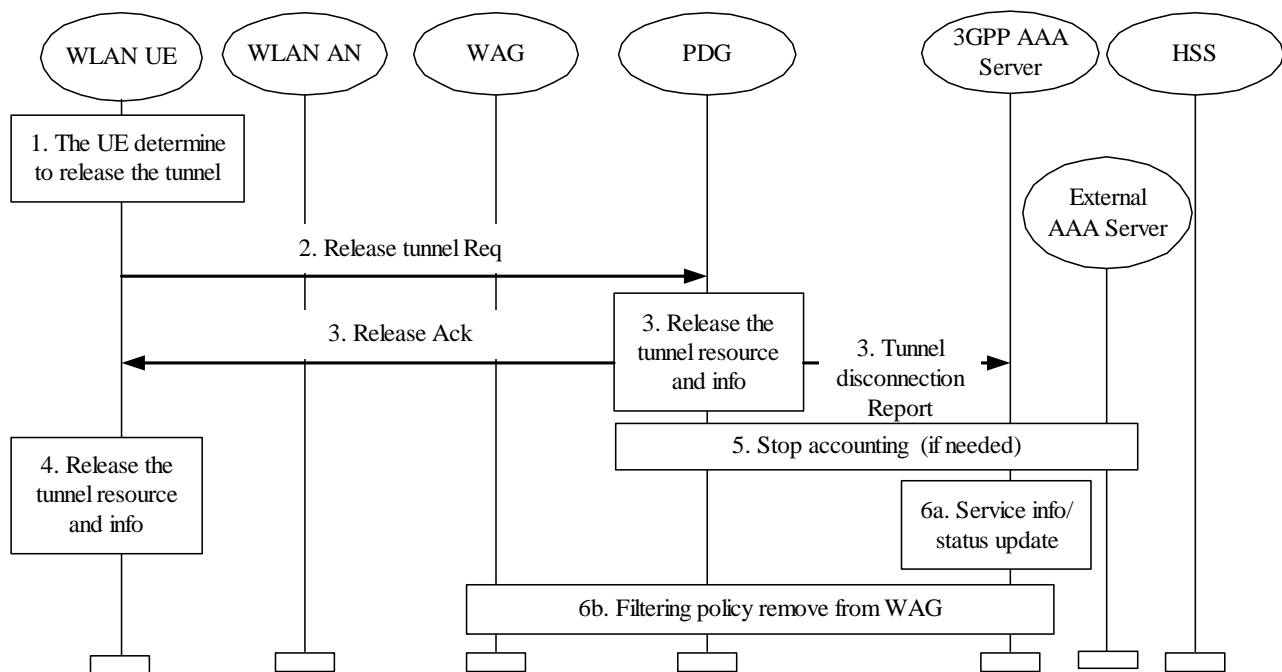 WLAN UE
WLAN AN
WAG
PDG
3GPP AAA
Server
HSS
1. The UE determine
to release the tunnel
External
AAA Server
2. Release tunnel Req
3. Release Ack
3. Release the
tunnel resource
and info
3. Tunnel
disconnection
Report
4. Release the
tunnel resource
and info
5. Stop accounting (if needed)
6a. Service info/
status update
6b. Filtering policy remove from WAG